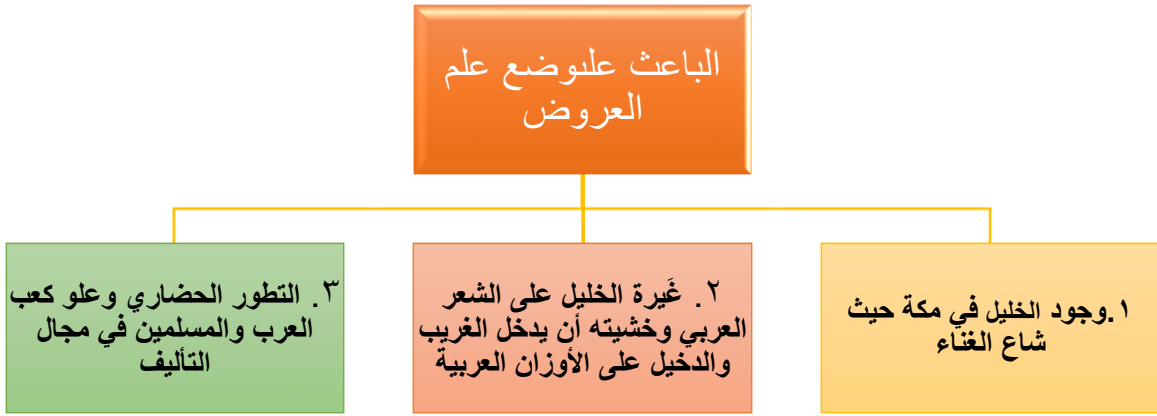 الباعث علىوضع علم
العروض
١.وجود الخليل في مكة حيث
شاع الغناء
٢. غَيرة الخليل على الشعر
العربي وخشيته أن يدخل الغريب
والدخيل على الأوزان العربية
٣. التطور الحضاري وعلو كعب
العرب والمسلمين في مجال
التأليف